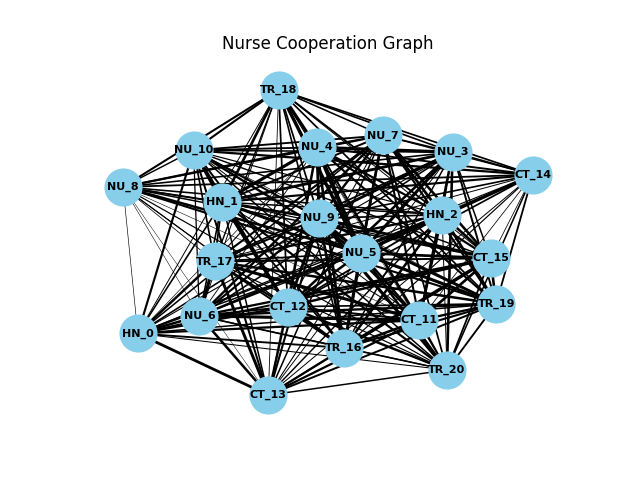 Nurse Cooperation Graph
TR_18
NU_7
NU_4
NU_10
NU_3
CT_14
NU_8
HN_1
HN_2
NU_9
NU_5
CT_15
TR_17
TR_19
CT_12
NU_6
CT_11
HN_0
TR_16
TR_20
CT_13